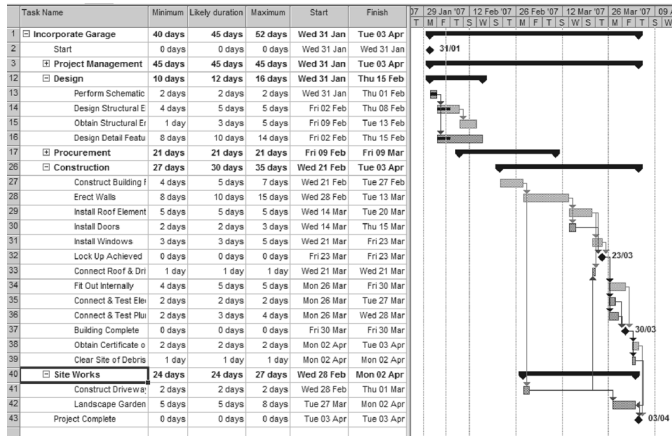 Task Name Minimum Likely duration Maximum Start Finish 07 29 Jan '07 12 Feb '07 26 Feb '07 12 Mar '07 26 Mar '07 09
T M F T S W S T M F T S W S T M F T S W
1 Incorporate Garage 40 days 45 days 52 days Wed 31 Jan Tue 03 Apr
2 Start 0 days 0 days 0 days Wed 31 Jan Wed 31 Jan 31/01
3 Project Management 45 days 45 days 45 days Wed 31 Jan Tue 03 Apr
12 Design 10 days 12 days 16 days Wed 31 Jan Thu 15 Feb
13 Perform Schematic 2 days 2 days 2 days Wed 31 Jan Thu 01 Feb
14 Design Structural E 4 days 5 days 5 days Fri 02 Feb Thu 08 Feb
15 Obtain Structural Er 1 day 3 days 5 days Fri 09 Feb Tue 13 Feb
16 Design Detail Featu 8 days 10 days 14 days Fri 02 Feb Thu 15 Feb
17 Procurement 21 days 21 days 21 days Fri 09 Feb Fri 09 Mar
26 Construction 27 days 30 days 35 days Wed 21 Feb Tue 03 Apr
27 Construct Building F 4 days 5 days 7 days Wed 21 Feb Tue 27 Feb
28 Erect Walls 8 days 10 days 15 days Wed 28 Feb Tue 13 Mar
29 Install Roof Element 5 days 5 days 5 days Wed 14 Mar Tue 20 Mar
30 Install Doors 2 days 2 days 3 days Wed 14 Mar Thu 15 Mar
31 Install Windows 3 days 3 days 5 days Wed 21 Mar Fri 23 Mar
32 Lock Up Achieved 0 days 0 days 0 days Fri 23 Mar Fri 23 Mar 23/03
33 Connect Roof & Dri 1 day 1 day 1 day Wed 21 Mar Wed 21 Mar
34 Fit Out Internally 4 days 5 days 5 days Mon 26 Mar Fri 30 Mar
35 Connect & Test Ele 2 days 2 days 2 days Mon 26 Mar Tue 27 Mar
36 Connect & Test Plu 2 days 3 days 4 days Mon 26 Mar Wed 28 Mar
37 Building Complete 0 days 0 days 0 days Fri 30 Mar Fri 30 Mar 30/03
38 Obtain Certificate o 2 days 2 days 2 days Mon 02 Apr Tue 03 Apr
39 Clear Site of Debris 1 day 1 day 1 day Mon 02 Apr Mon 02 Apr
40 Site Works 24 days 24 days 27 days Wed 28 Feb Mon 02 Apr
41 Construct Driveway 2 days 2 days 2 days Wed 28 Feb Thu 01 Mar
42 Landscape Garden 5 days 5 days 8 days Tue 27 Mar Mon 02 Apr
43 Project Complete 0 days 0 days 0 days Tue 03 Apr Tue 03 Apr 03/04